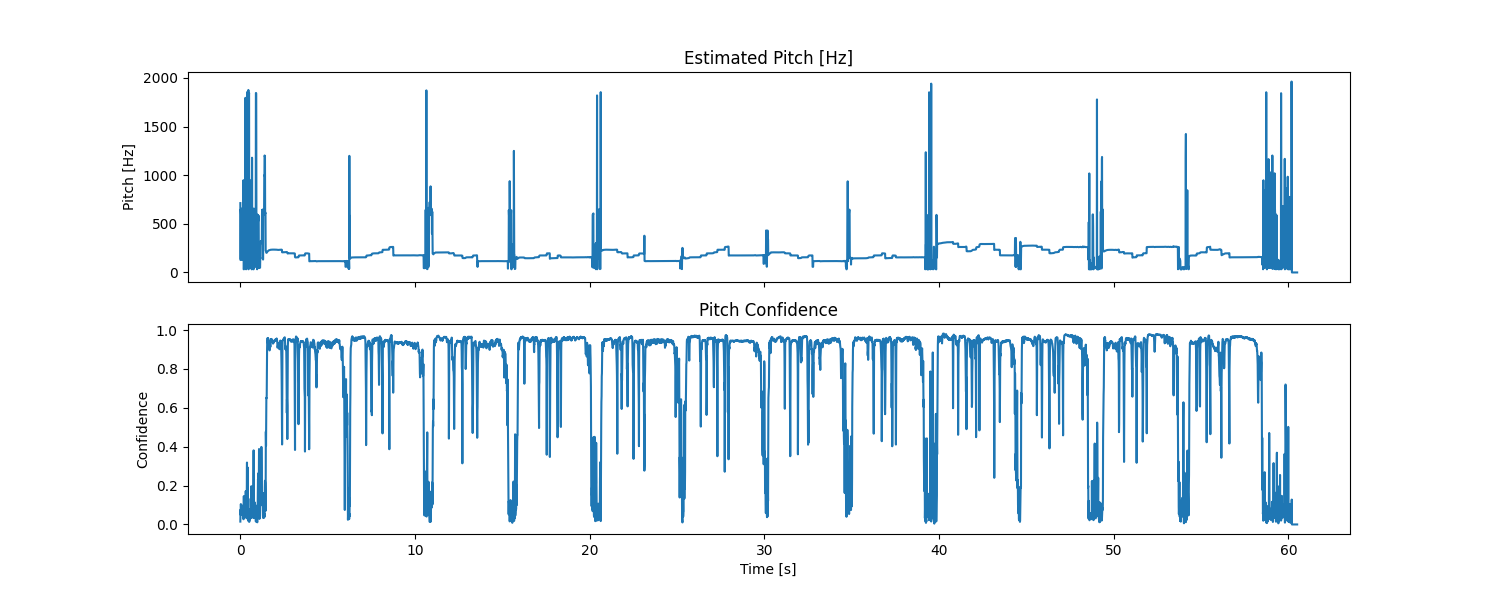 Estimated Pitch [Hz]
2000
1500
1000
500
0
Pitch [Hz]
Pitch Confidence
1.0
0.8
0.6
0.4
0.2
0.0
Confidence
0 10 20 30 40 50 60
Time [s]